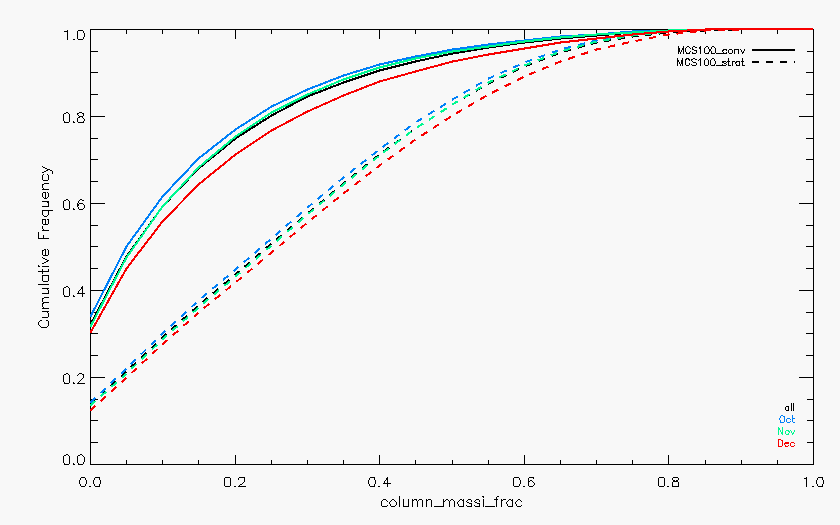 1.0
0.8
0.6
0.4
0.2
0.0
Cumulative Frequency
MCS100_conv
MCS100_strat
all
Oct
Nov
Dec
0.0 0.2 0.4 0.6 0.8 1.0
column_massi_frac